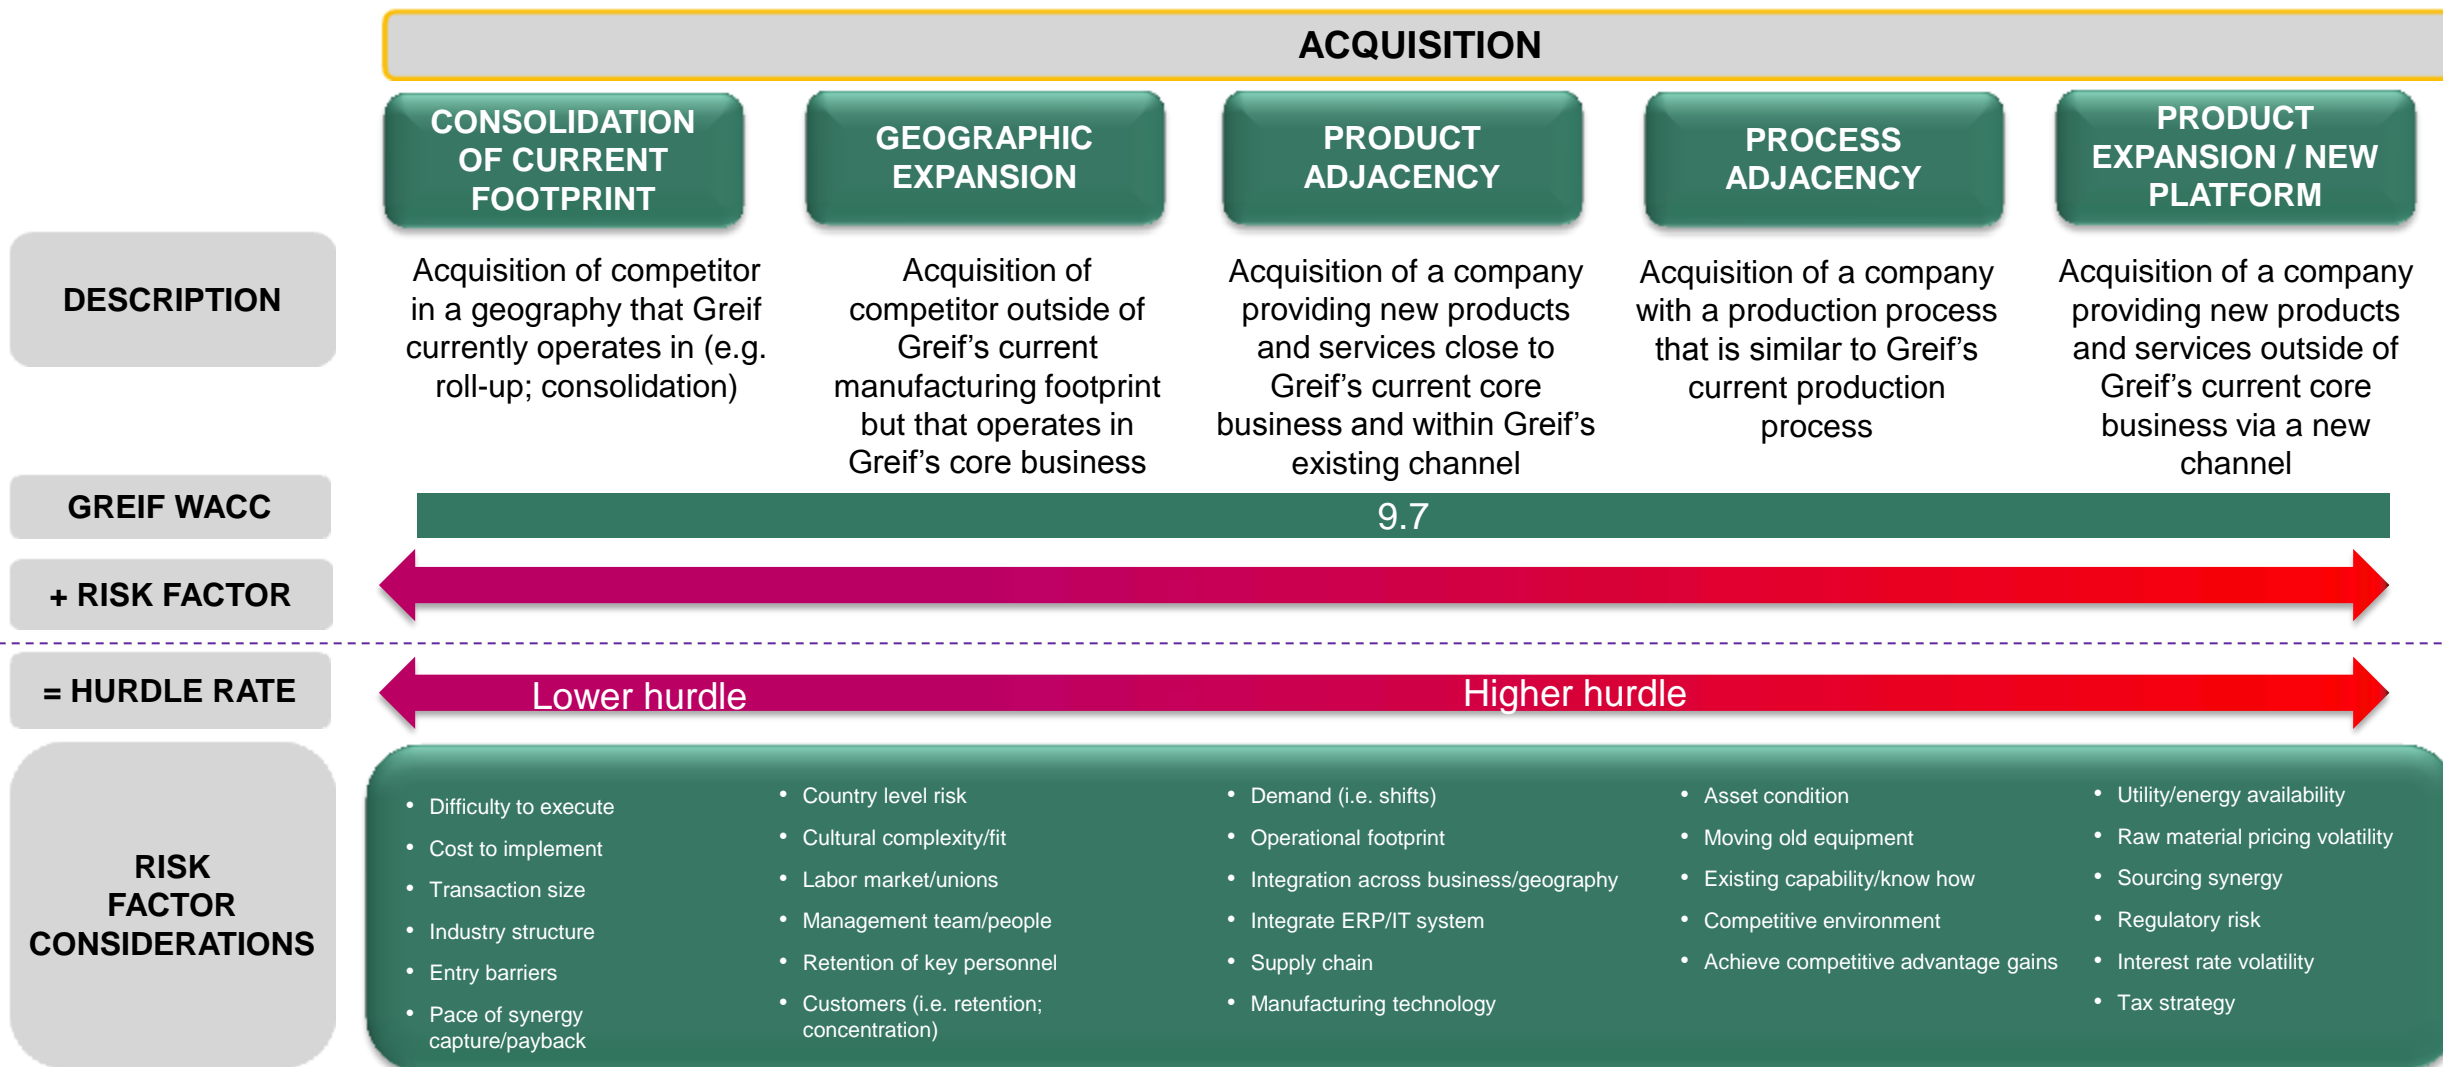 ACQUISITION
CONSOLIDATION
OF CURRENT
FOOTPRINT
GEOGRAPHIC
EXPANSION
PRODUCT
ADJACENCY
PROCESS
ADJACENCY
PRODUCT
EXPANSION / NEW
PLATFORM
DESCRIPTION
Acquisition of competitor
in a geography that Greif
currently operates in (e.g.
roll-up; consolidation)
Acquisition of
competitor outside of
Greif’s current
manufacturing footprint
but that operates in
Greif’s core business
Acquisition of a company
providing new products
and services close to
Greif’s current core
business and within Greif’s
existing channel
Acquisition of a company
with a production process
that is similar to Greif’s
current production
process
Acquisition of a company
providing new products
and services outside of
Greif’s current core
business via a new
channel
GREIF WACC
9.7
+ RISK FACTOR
= HURDLE RATE
Lower hurdle
Higher hurdle
RISK
FACTOR
CONSIDERATIONS
• Difficulty to execute
• Cost to implement
• Transaction size
• Industry structure
• Entry barriers
• Pace of synergy
capture/payback
• Country level risk
• Cultural complexity/fit
• Labor market/unions
• Management team/people
• Retention of key personnel
• Customers (i.e. retention;
concentration)
• Demand (i.e. shifts)
• Operational footprint
• Integration across business/geography
• Integrate ERP/IT system
• Supply chain
• Manufacturing technology
• Asset condition
• Moving old equipment
• Existing capability/know how
• Competitive environment
• Achieve competitive advantage gains
• Utility/energy availability
• Raw material pricing volatility
• Sourcing synergy
• Regulatory risk
• Interest rate volatility
• Tax strategy